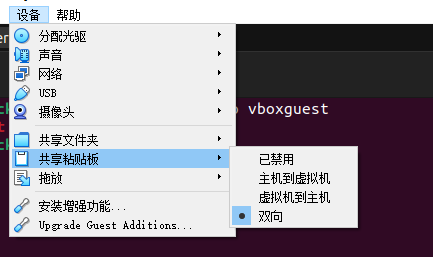 设备 帮助
er
分配光驱
声音
网络
USB
摄像头
vboxguest
共享文件夹
共享粘贴板
拖放
安装增强功能...
Upgrade Guest Additions...
已禁用
主机到虚拟机
虚拟机到主机
双向